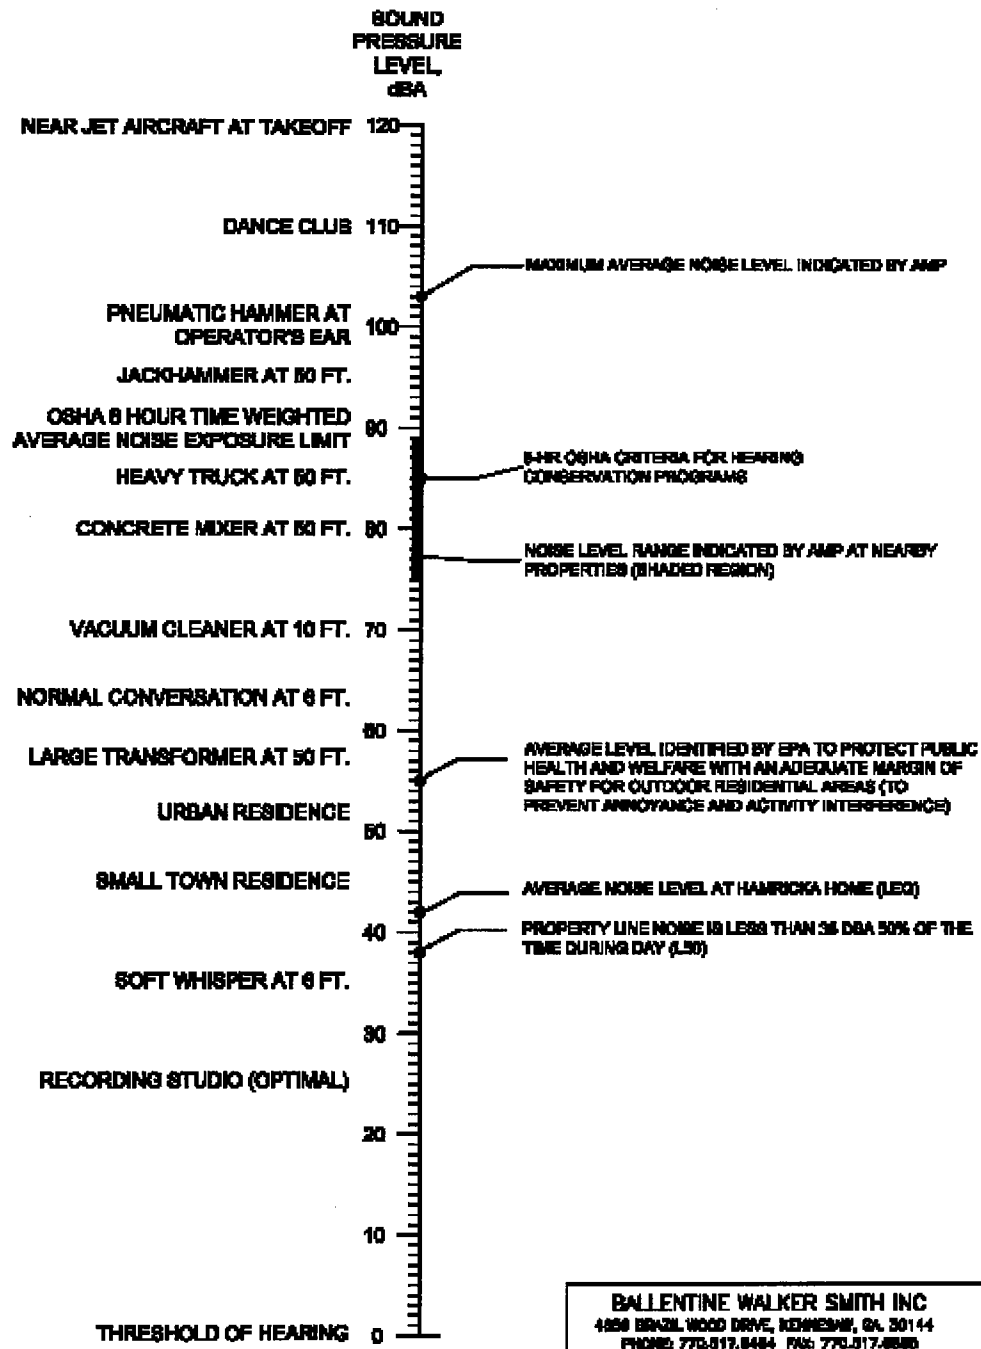 SOUND
PRESSURE
LEVEL,
dBA
NEAR JET AIRCRAFT AT TAKEOFF 120
DANCE CLUB 110
MAXIMUM AVERAGE NOISE LEVEL INDICATED BY AMP
PNEUMATIC HAMMER AT
OPERATOR'S EAR
100
JACKHAMMER AT 50 FT.
OSHA 8 HOUR TIME WEIGHTED
AVERAGE NOISE EXPOSURE LIMIT
90
HEAVY TRUCK AT 50 FT.
8-HR OSHA CRITERIA FOR HEARING
CONSERVATION PROGRAMS
CONCRETE MIXER AT 50 FT. 80
NOISE LEVEL RANGE INDICATED BY AMP AT NEARBY
PROPERTIES (SHADED REGION)
VACUUM CLEANER AT 10 FT. 70
NORMAL CONVERSATION AT 6 FT.
60
LARGE TRANSFORMER AT 50 FT.
AVERAGE LEVEL IDENTIFIED BY EPA TO PROTECT PUBLIC
HEALTH AND WELFARE WITH AN ADEQUATE MARGIN OF
SAFETY FOR OUTDOOR RESIDENTIAL AREAS (TO
PREVENT ANNOYANCE AND ACTIVITY INTERFERENCE)
URBAN RESIDENCE
50
SMALL TOWN RESIDENCE
AVERAGE NOISE LEVEL AT HAMRICKA HOME (LEQ)
40
PROPERTY LINE NOISE IS LESS THAN DBA 50% OF THE
TIME DURING DAY (L50)
SOFT WHISPER AT 6 FT.
30
RECORDING STUDIO (OPTIMAL)
20
10
THRESHOLD OF HEARING 0
BALLENTINE WALKER SMITH INC
BRAZIL WOOD DRIVE, KENNESAW, GA. 30144
PHONE: FAX: